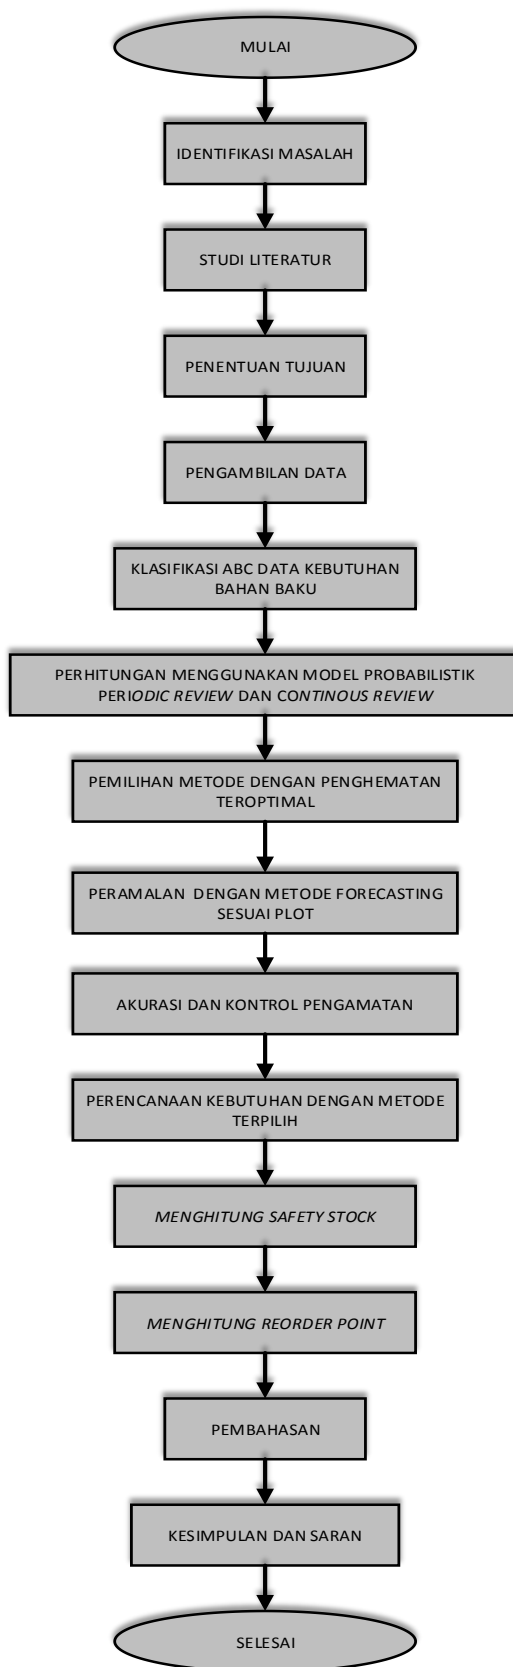 MULAI
IDENTIFIKASI MASALAH
STUDI LITERATUR
PENENTUAN TUJUAN
PENGAMBILAN DATA
KLASIFIKASI ABC DATA KEBUTUHAN
BAHAN BAKU
PERHITUNGAN MENGGUNAKAN MODEL PROBABILISTIK
PERIODIC REVIEW DAN CONTINOUS REVIEW
PEMILIHAN METODE DENGAN PENGHEMATAN
TEROPTIMAL
PERAMALAN DENGAN METODE FORECASTING
SESUAI PLOT
AKURASI DAN KONTROL PENGAMATAN
PERENCANAAN KEBUTUHAN DENGAN METODE
TERPILIH
MENGHITUNG SAFETY STOCK
MENGHITUNG REORDER POINT
PEMBAHASAN
KESIMPULAN DAN SARAN
SELESAI